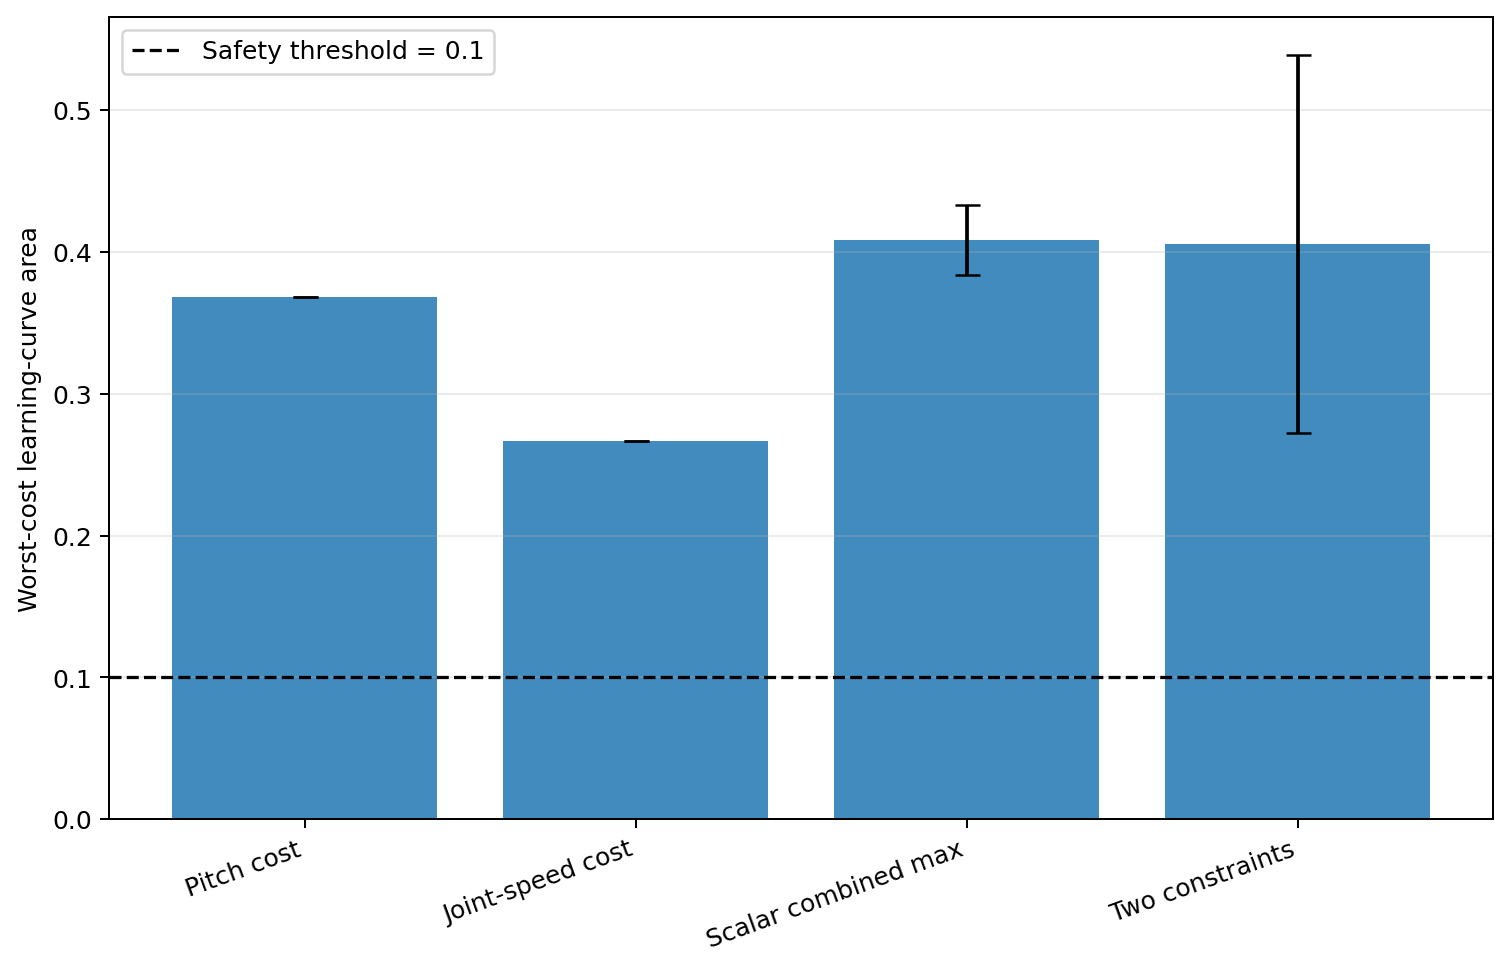 Safety threshold = 0.1
Worst-cost learning-curve area
0.5
0.4
0.3
0.2
0.1
0.0
Pitch cost
Joint-speed cost
Scalar combined max
Two constraints